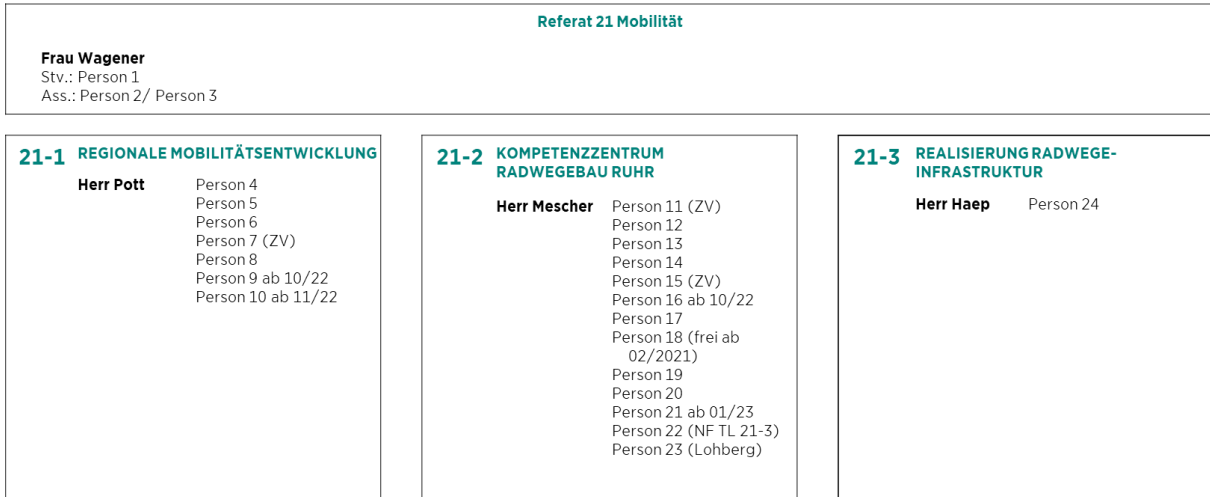 Referat 21 Mobilität
Frau Wagener
Stv.: Person 1
Ass.: Person 2/ Person 3
21-1 REGIONALE MOBILITÄTSENTWICKLUNG
Herr Pott Person 4
Person 5
Person 6
Person 7 (ZV)
Person 8
Person 9 ab 10/22
Person 10 ab 11/22
21-2 KOMPETENZZENTRUM
RADWEGEBAU RUHR
Herr Mescher Person 11 (ZV)
Person 12
Person 13
Person 14
Person 15 (ZV)
Person 16 ab 10/22
Person 17
Person 18 (frei ab
02/2021)
Person 19
Person 20
Person 21 ab 01/23
Person 22 (NF TL 21-3)
Person 23 (Lohberg)
21-3 REALISIERUNG RADWEGE-
INFRASTRUKTUR
Herr Haep Person 24